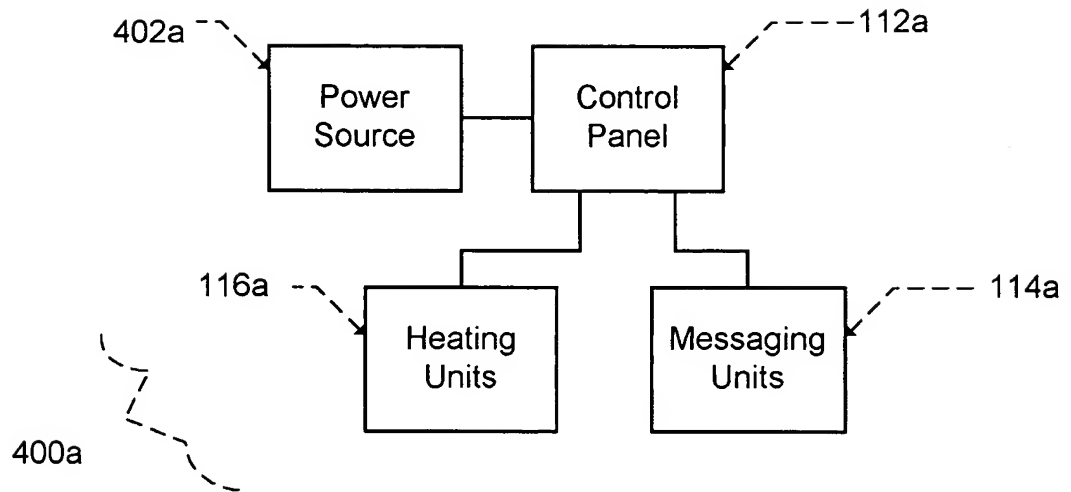 402a
112a
Power
Source
Control
Panel
116a
114a
Heating
Units
Messaging
Units
400a